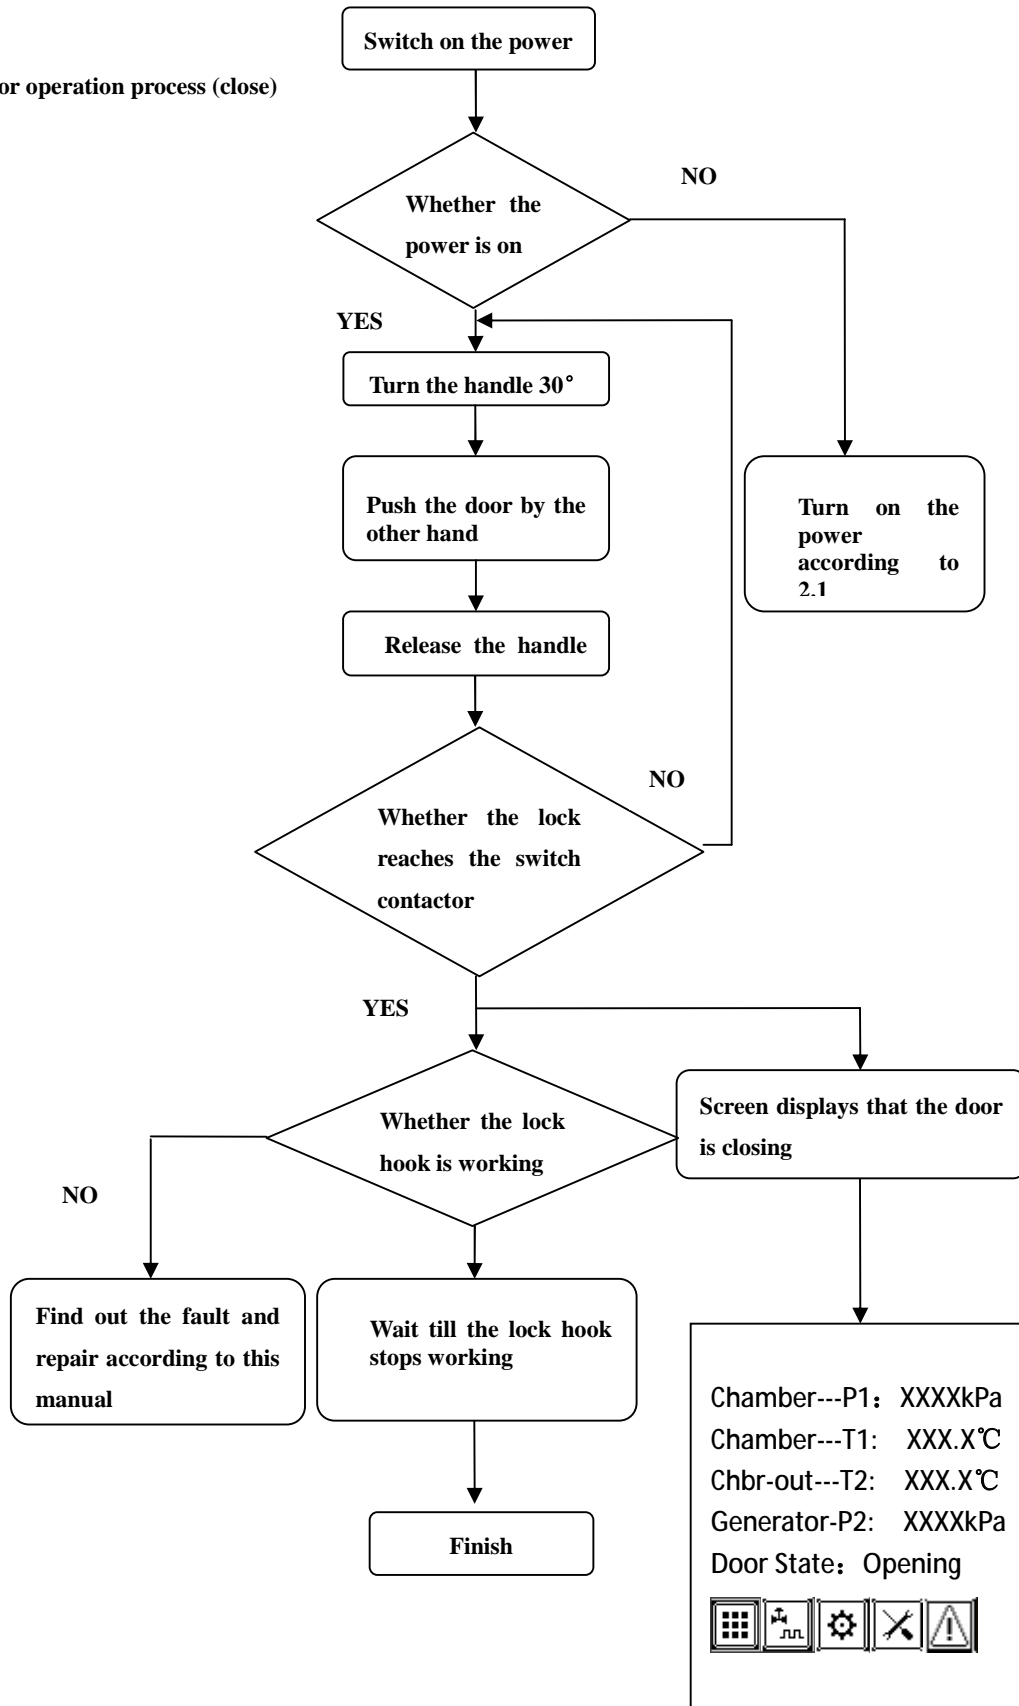 Switch on the power
or operation process (close)
NO
Whether the
power is on
YES
Turn the handle 30°
Push the door by the
other hand
Turn on the
power
according to
2.1
Release the handle
NO
Whether the lock
reaches the switch
contactor
YES
Whether the lock
hook is working
Screen displays that the door
is closing
NO
Find out the fault and
repair according to this
manual
Wait till the lock hook
stops working
Chamber---P1：XXXXkPa
Chamber---T1: XXX.X℃
Chbr-out---T2: XXX.X℃
Generator-P2: XXXXkPa
Door State：Opening
Finish